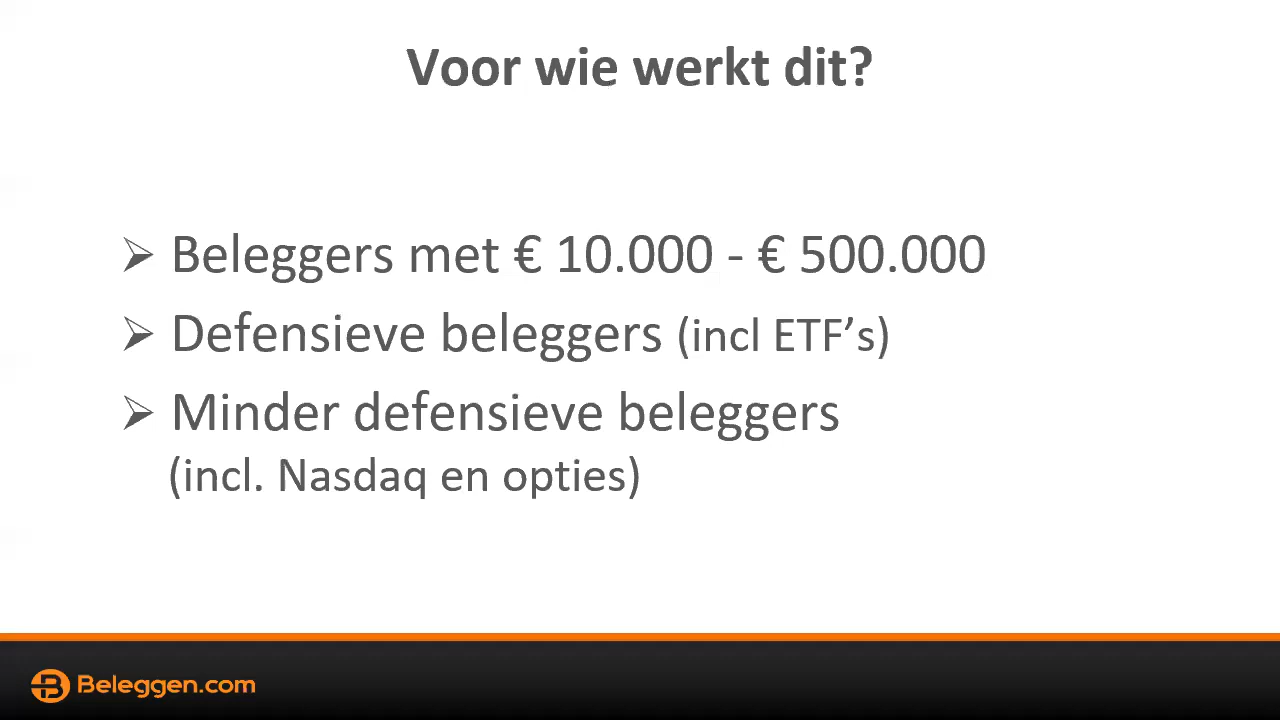 Voor wie werkt dit?
➢ Beleggers met € 10.000 - € 500.000
➢ Defensieve beleggers (incl ETF’s)
➢ Minder defensieve beleggers
(incl. Nasdaq en opties)
Beleggen.com